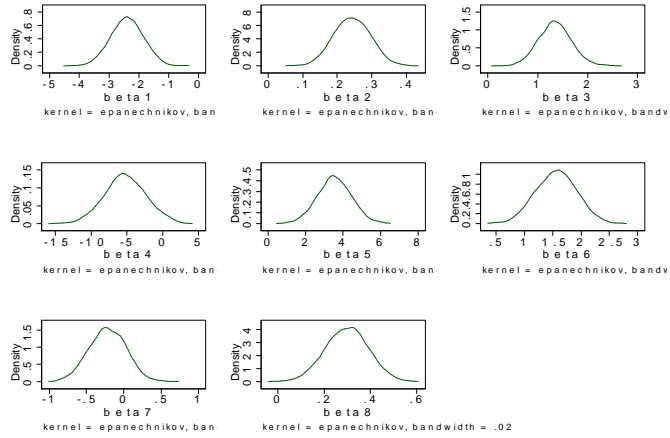 Density
0 .2 .4 .6 .8
-5 -4 -3 -2 -1 0
beta1
kernel = epanechnikov, ban
Density
0 2 4 6 8
0 .1 .2 .3 .4
beta2
kernel = epanechnikov, ban
Density
0 .5 1 1.5
0 1 2 3
beta3
kernel = epanechnikov, bandw
Density
0 .05 .1 .15
-15 -10 -5 0 5
beta4
kernel = epanechnikov, ban
Density
0 .1 .2 .3 .4 .5
0 2 4 6 8
beta5
kernel = epanechnikov, ban
Density
0 .2 .4 .6 .8 1
.5 1 1.5 2 2.5 3
beta6
kernel = epanechnikov, bandw
Density
0 .5 1 1.5
-1 -.5 0 .5 1
beta7
kernel = epanechnikov, ban
Density
0 1 2 3 4
0 .2 .4 .6
beta8
kernel = epanechnikov, bandwidth = .02